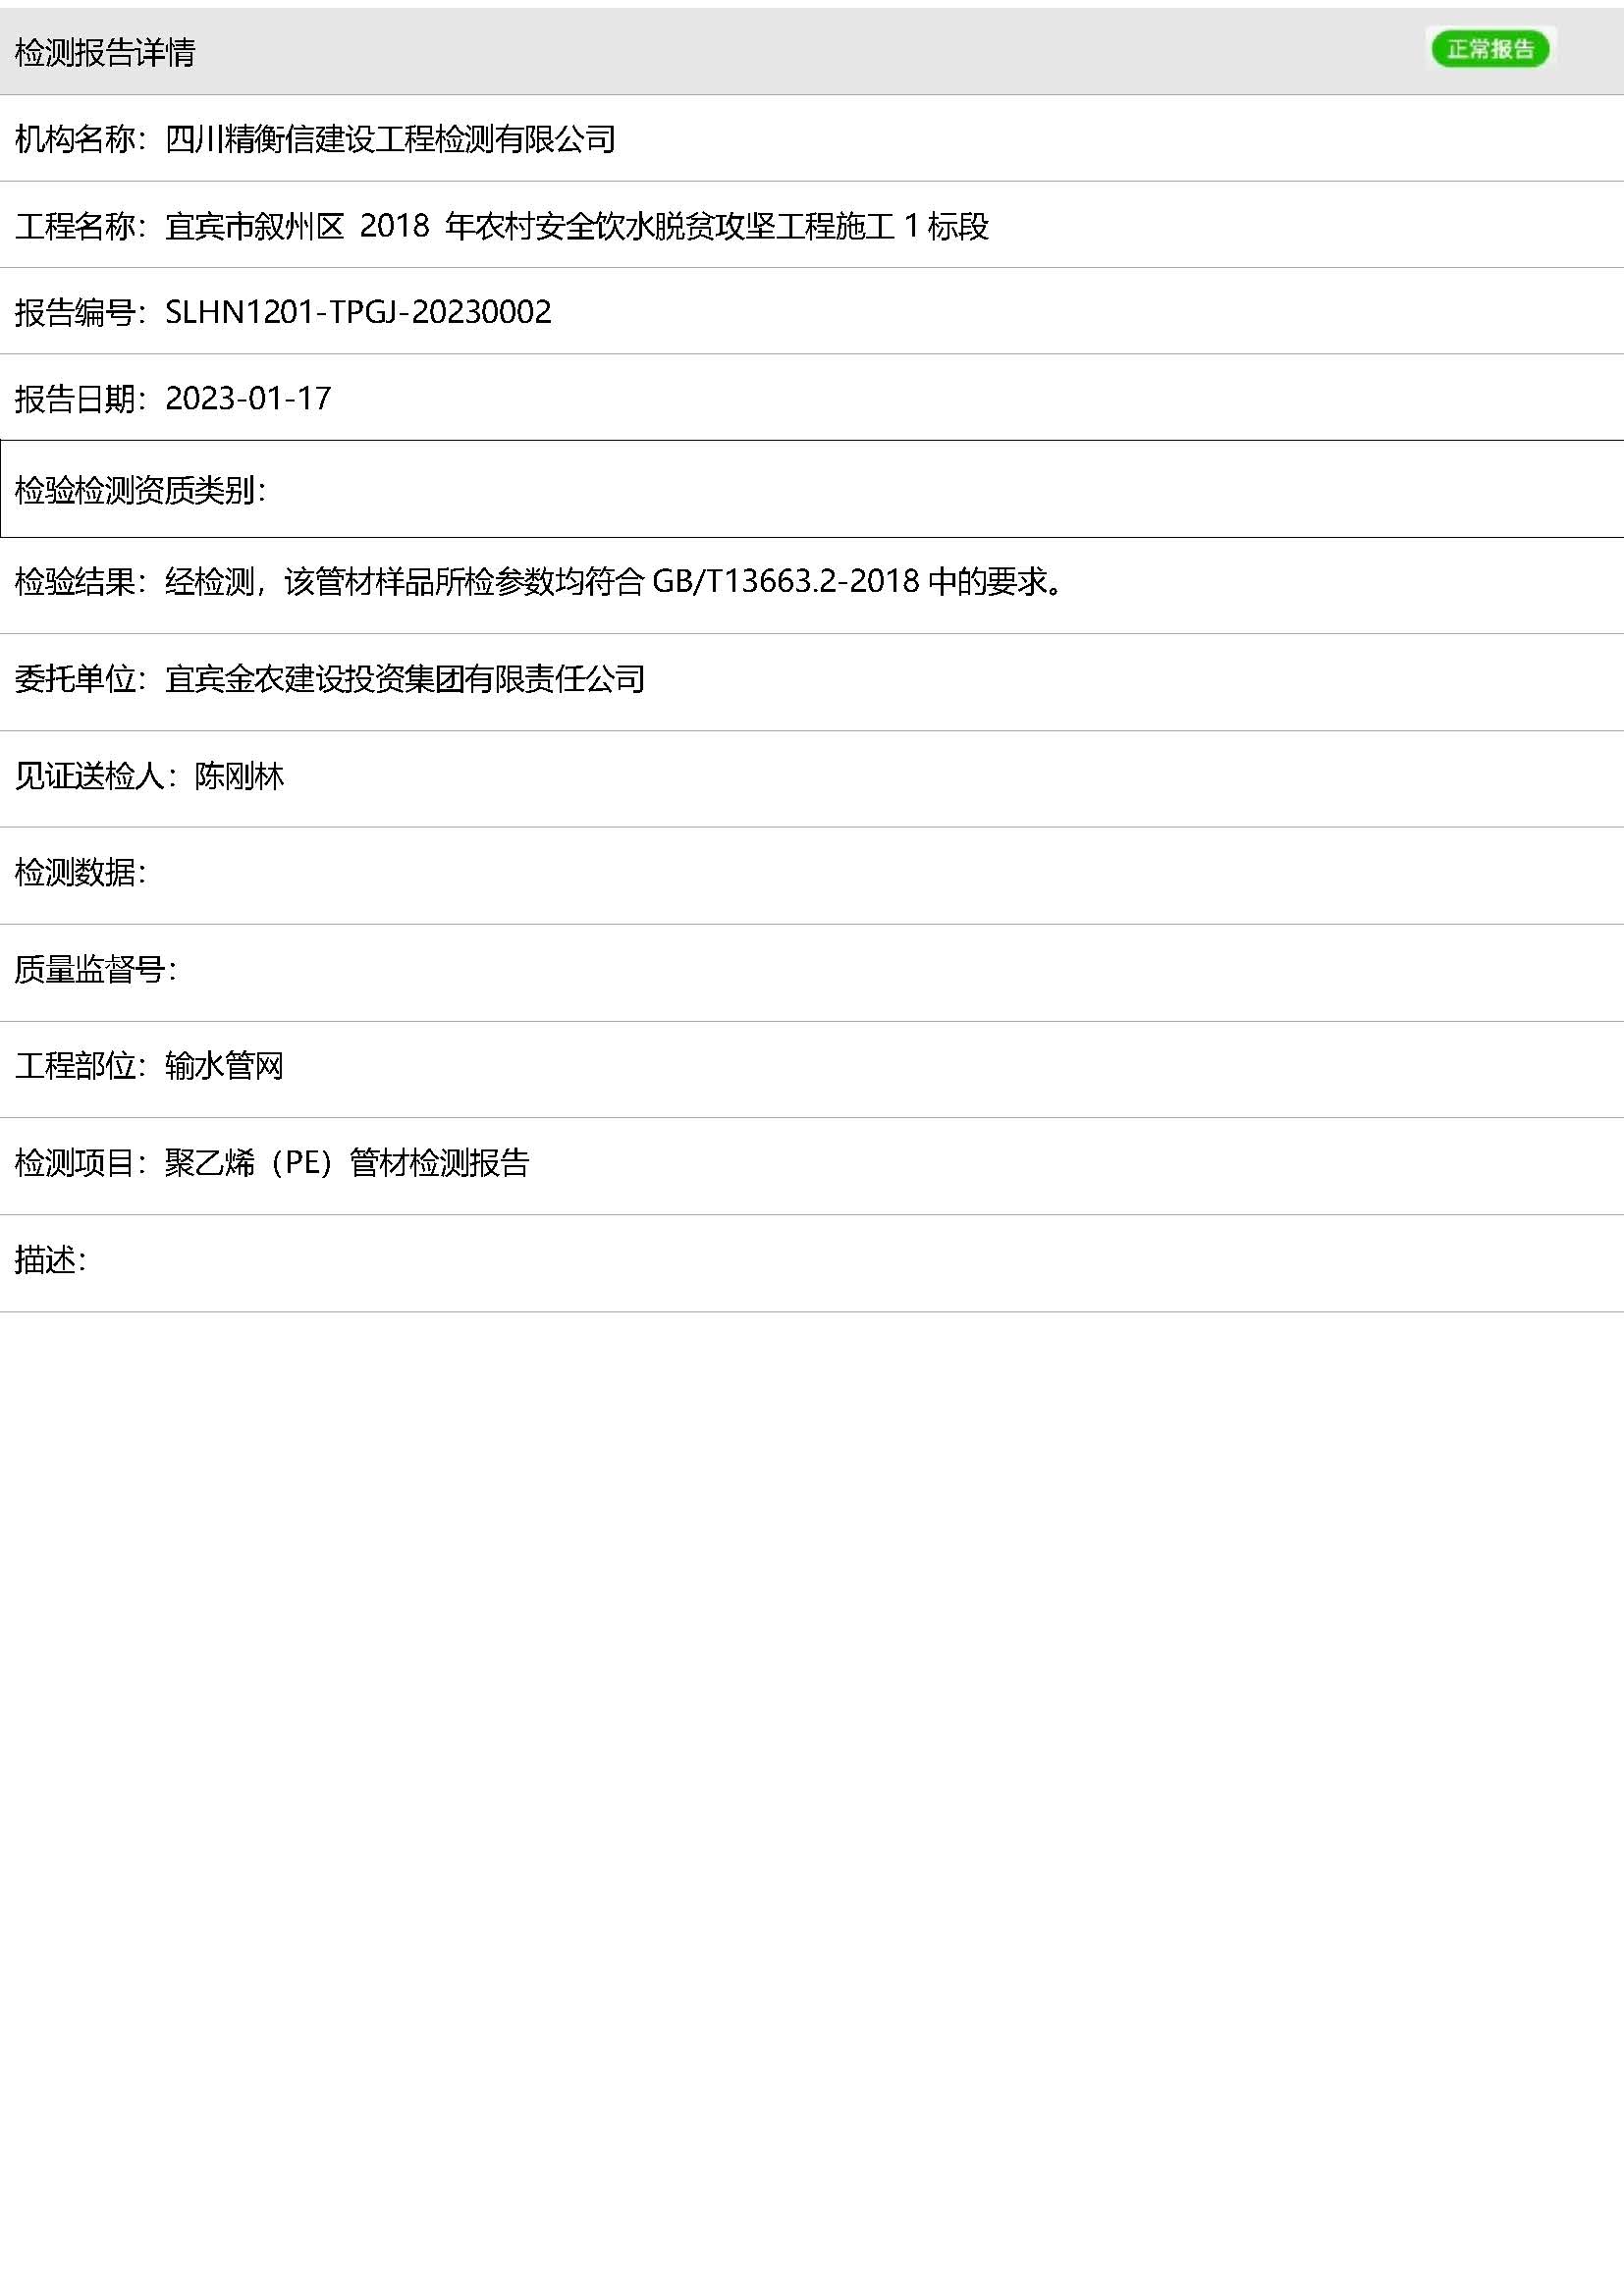 检测报告详情
正常报告
机构名称：四川精衡信建设工程检测有限公司
工程名称：宜宾市叙州区 2018 年农村安全饮水脱贫攻坚工程施工 1 标段
报告编号：SLHN1201-TPGJ-20230002
报告日期：2023-01-17
检验检测资质类别：
检验结果：经检测，该管材样品所检参数均符合 GB/T13663.2-2018 中的要求。
委托单位：宜宾金农建设投资集团有限责任公司
见证送检人：陈刚林
检测数据：
质量监督号：
工程部位：输水管网
检测项目：聚乙烯（PE）管材检测报告
描述：